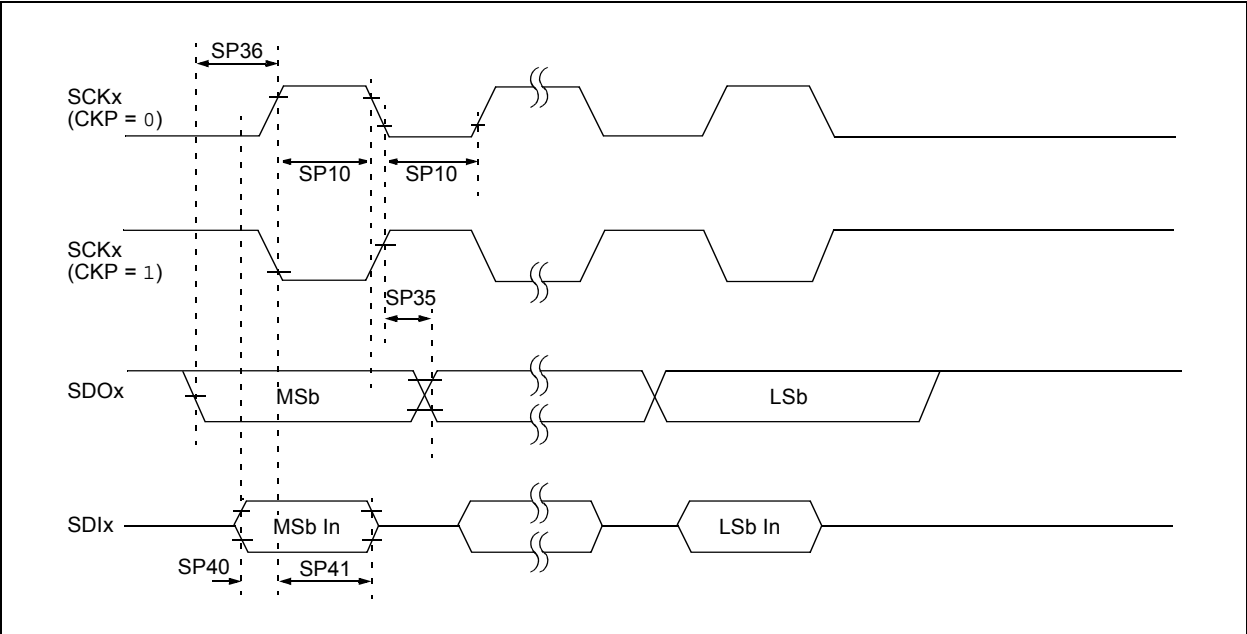 SP36
SCKx
(CKP = 0)
SP10
SP10
SCKx
(CKP = 1)
SP35
SDOx
MSb
LSb
SDIx
MSb In
LSb In
SP40
SP41